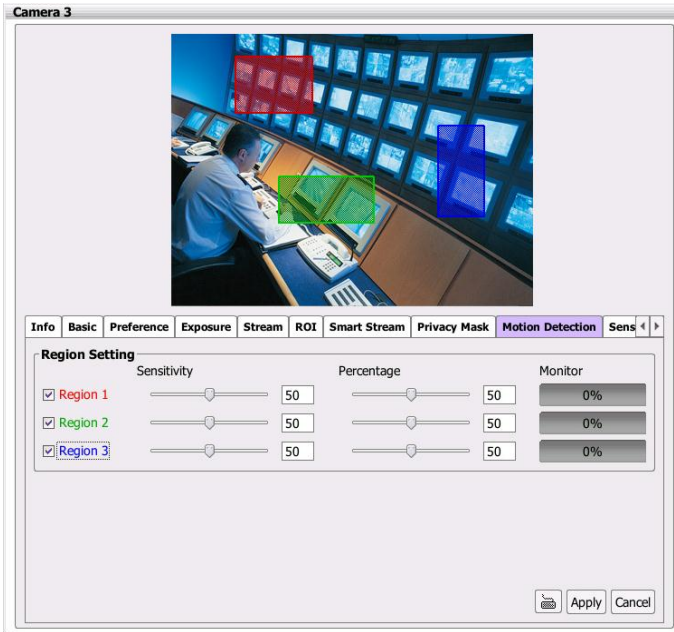 Camera 3
Info Basic Preference Exposure Stream ROI Smart Stream Privacy Mask Motion Detection Sens
Region Setting
Sensitivity Percentage Monitor
Region 1 50 50 0%
Region 2 50 50 0%
Region 3 50 50 0%
Apply Cancel